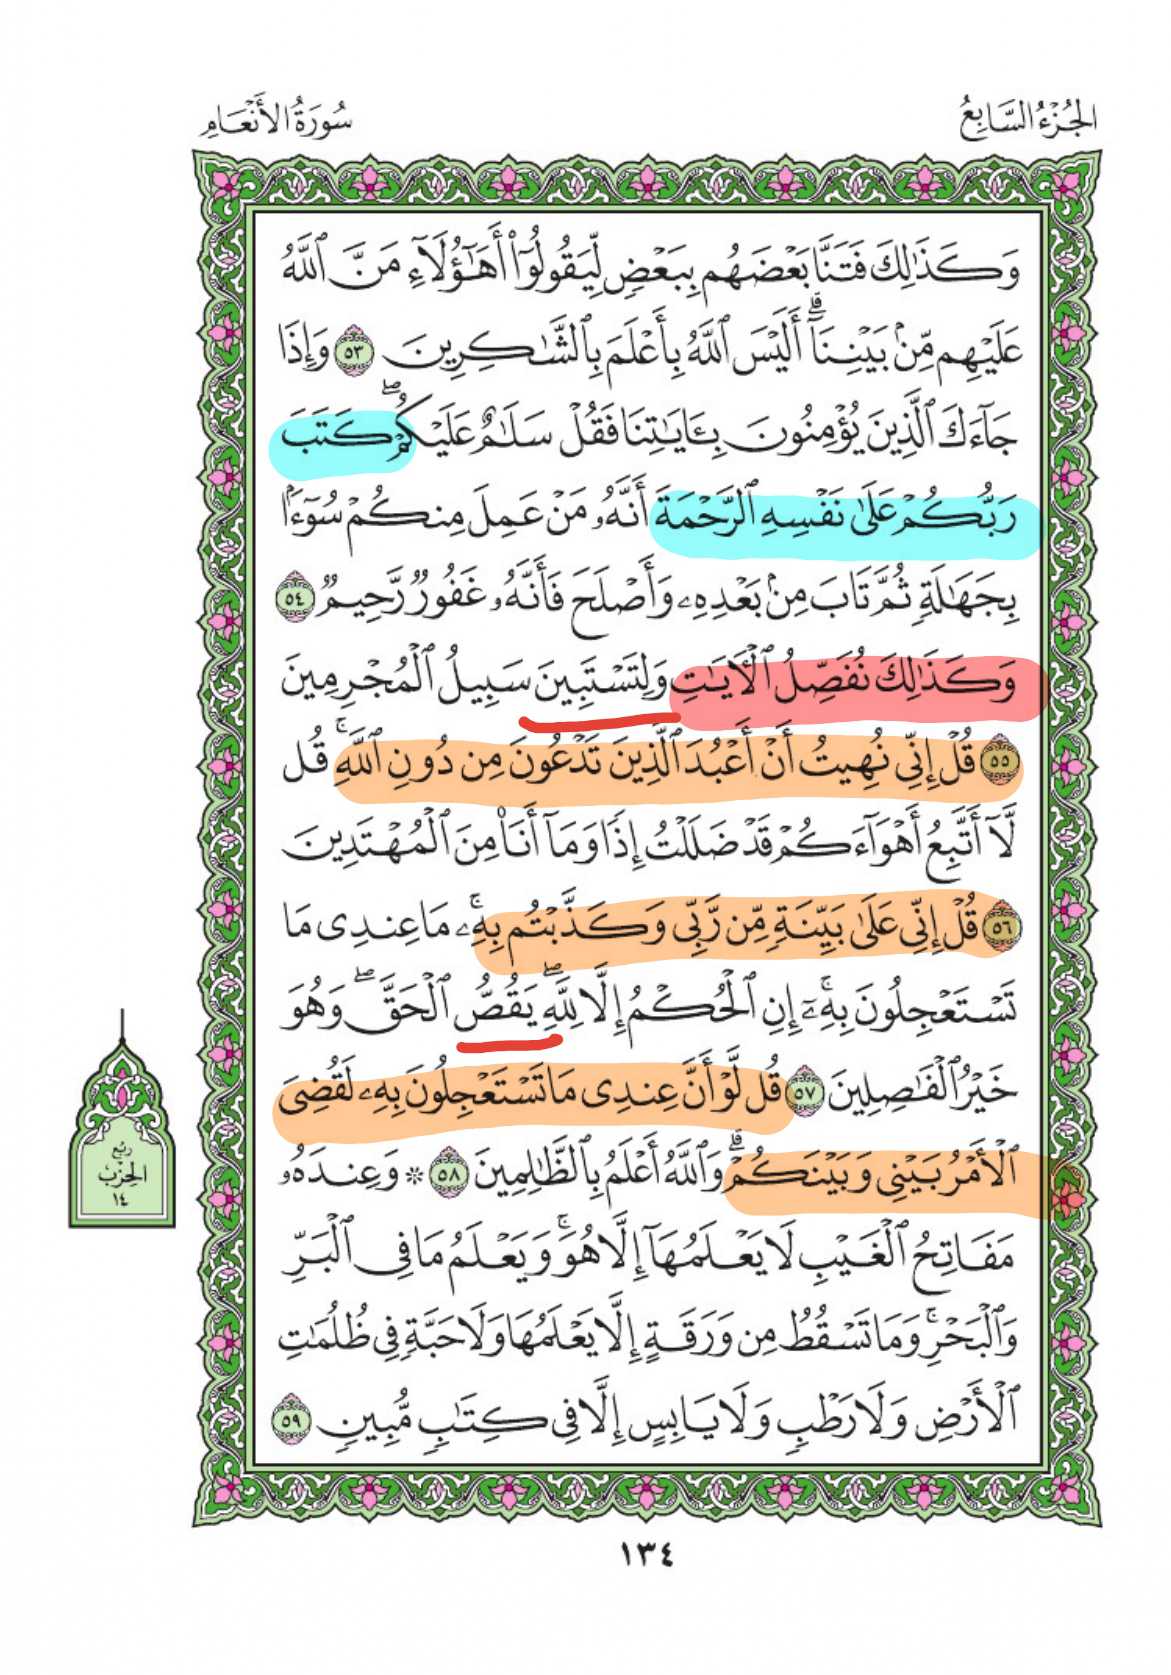 الجُزْءُ السَّابِعُ
سُورَةُ الأَنْعَامِ
وَكَذَٰلِكَ فَتَنَّا بَعْضَهُم بِبَعْضٍ لِّيَقُولُوٓا۟ أَهَٰٓؤُلَآءِ مَنَّ ٱللَّهُ
عَلَيْهِم مِّنۢ بَيْنِنَآ ۗ أَلَيْسَ ٱللَّهُ بِأَعْلَمَ بِٱلشَّٰكِرِينَ ٥٣ وَإِذَا
جَآءَكَ ٱلَّذِينَ يُؤْمِنُونَ بِـَٔايَٰتِنَا فَقُلْ سَلَٰمٌ عَلَيْكُمْ ۖ كَتَبَ
رَبُّكُمْ عَلَىٰ نَفْسِهِ ٱلرَّحْمَةَ أَنَّهُۥ مَنْ عَمِلَ مِنكُمْ سُوٓءًۢا
بِجَهَٰلَةٍ ثُمَّ تَابَ مِنۢ بَعْدِهِۦ وَأَصْلَحَ فَأَنَّهُۥ غَفُورٌ رَّحِيمٌ ٥٤
وَكَذَٰلِكَ نُفَصِّلُ ٱلْـَٔايَٰتِ وَلِتَسْتَبِينَ سَبِيلُ ٱلْمُجْرِمِينَ
٥٥ قُلْ إِنِّى نُهِيتُ أَنْ أَعْبُدَ ٱلَّذِينَ تَدْعُونَ مِن دُونِ ٱللَّهِ ۚ قُل
لَّآ أَتَّبِعُ أَهْوَآءَكُمْ ۙ قَدْ ضَلَلْتُ إِذًا وَمَآ أَنَا۠ مِنَ ٱلْمُهْتَدِينَ
٥٦ قُلْ إِنِّى عَلَىٰ بَيِّنَةٍ مِّن رَّبِّى وَكَذَّبْتُم بِهِۦ ۚ مَا عِندِى مَا
تَسْتَعْجِلُونَ بِهِۦٓ ۚ إِنِ ٱلْحُكْمُ إِلَّا لِلَّهِ ۖ يَقُصُّ ٱلْحَقَّ ۖ وَهُوَ
خَيْرُ ٱلْفَٰصِلِينَ ٥٧ قُل لَّوْ أَنَّ عِندِى مَا تَسْتَعْجِلُونَ بِهِۦ لَقُضِىَ
ٱلْأَمْرُ بَيْنِى وَبَيْنَكُمْ ۗ وَٱللَّهُ أَعْلَمُ بِٱلظَّٰلِمِينَ ٥٨ * وَعِندَهُۥ
مَفَاتِحُ ٱلْغَيْبِ لَا يَعْلَمُهَآ إِلَّا هُوَ ۚ وَيَعْلَمُ مَا فِى ٱلْبَرِّ
وَٱلْبَحْرِ ۚ وَمَا تَسْقُطُ مِن وَرَقَةٍ إِلَّا يَعْلَمُهَا وَلَا حَبَّةٍ فِى ظُلُمَٰتِ
ٱلْأَرْضِ وَلَا رَطْبٍ وَلَا يَابِسٍ إِلَّا فِى كِتَٰبٍ مُّبِينٍ ٥٩
ربع
الحِزْب
١٤
١٣٤